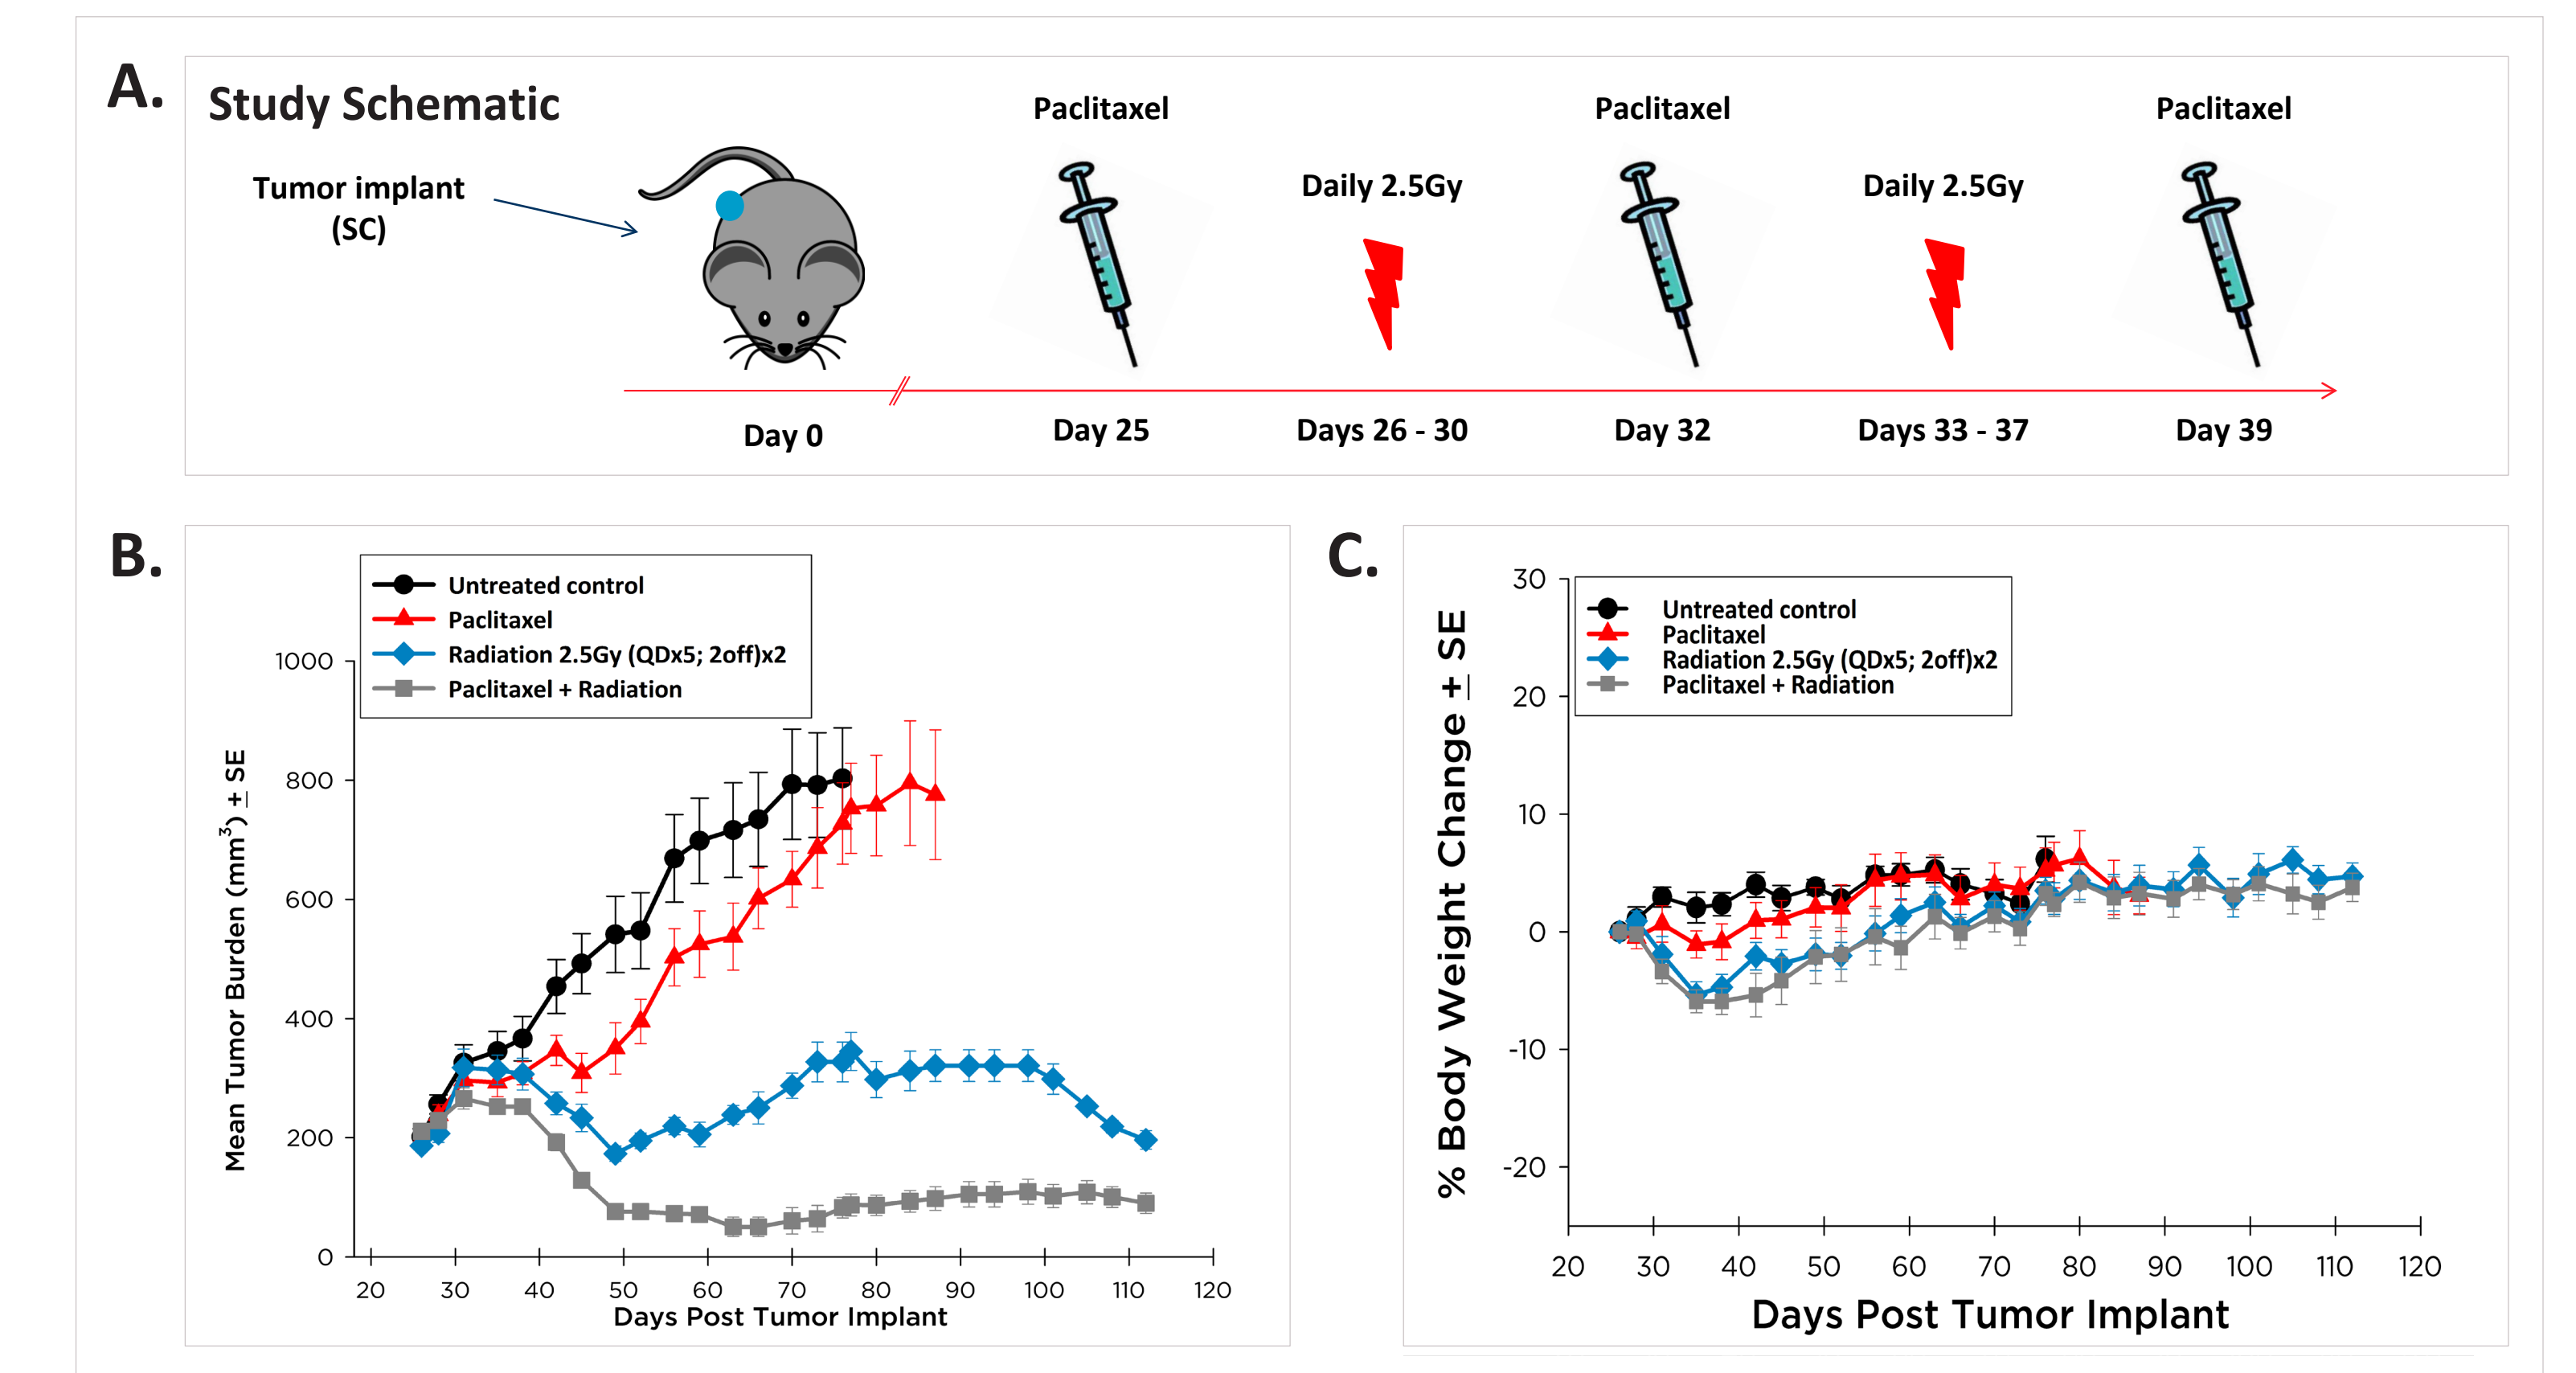 A.
Study Schematic
Tumor implant
(SC)
Paclitaxel
Paclitaxel
Paclitaxel
Daily 2.5Gy
Daily 2.5Gy
Day 0
Day 25
Days 26 - 30
Day 32
Days 33 - 37
Day 39
B.
Untreated control
Paclitaxel
Radiation 2.5Gy (QDx5; 2off)x2
Paclitaxel + Radiation
Mean Tumor Burden (mm³) ± SE
1000
800
600
400
200
0
20 30 40 50 60 70 80 90 100 110 120
Days Post Tumor Implant
C.
Untreated control
Paclitaxel
Radiation 2.5Gy (QDx5; 2off)x2
Paclitaxel + Radiation
% Body Weight Change ± SE
30
20
10
0
-10
-20
20 30 40 50 60 70 80 90 100 110 120
Days Post Tumor Implant